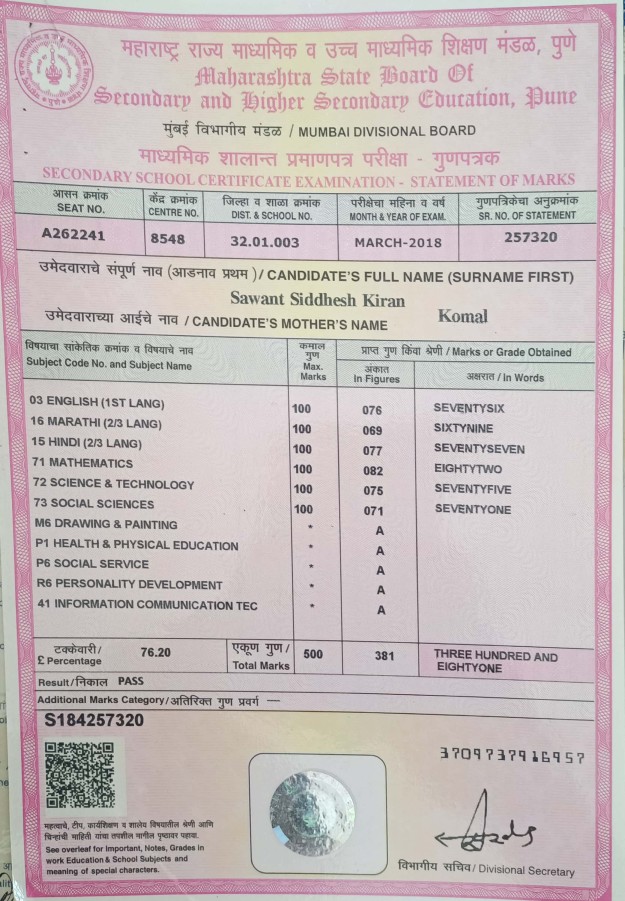 महाराष्ट्र राज्य माध्यमिक व उच्च माध्यमिक शिक्षण मंडळ, पुणे
Maharashtra State Board Of
Secondary and Higher Secondary Education, Pune
मुंबई विभागीय मंडळ / MUMBAI DIVISIONAL BOARD
माध्यमिक शालान्त प्रमाणपत्र परीक्षा - गुणपत्रक
SECONDARY SCHOOL CERTIFICATE EXAMINATION - STATEMENT OF MARKS
आसन क्रमांक केंद्र क्रमांक जिल्हा व शाळा क्रमांक परीक्षेचा महिना व वर्ष गुणपत्रिकेचा अनुक्रमांक
SEAT NO. CENTRE NO. DIST. & SCHOOL NO. MONTH & YEAR OF EXAM. SR. NO. OF STATEMENT
A262241 8548 32.01.003 MARCH-2018 257320
उमेदवाराचे संपूर्ण नाव (आडनाव प्रथम) / CANDIDATE'S FULL NAME (SURNAME FIRST)
Sawant Siddhesh Kiran
उमेदवाराच्या आईचे नाव / CANDIDATE'S MOTHER'S NAME Komal
विषयाचा सांकेतिक क्रमांक व विषयाचे नाव कमाल गुण प्राप्त गुण किंवा श्रेणी / Marks or Grade Obtained
Subject Code No. and Subject Name Max. Marks अंकात In Figures अक्षरात / In Words
03 ENGLISH (1ST LANG) 100 076 SEVENTYSIX
16 MARATHI (2/3 LANG) 100 069 SIXTYNINE
15 HINDI (2/3 LANG) 100 077 SEVENTYSEVEN
71 MATHEMATICS 100 082 EIGHTYTWO
72 SCIENCE & TECHNOLOGY 100 075 SEVENTYFIVE
73 SOCIAL SCIENCES 100 071 SEVENTYONE
M6 DRAWING & PAINTING * A
P1 HEALTH & PHYSICAL EDUCATION * A
P6 SOCIAL SERVICE * A
R6 PERSONALITY DEVELOPMENT * A
41 INFORMATION COMMUNICATION TEC * A
टक्केवारी / £ Percentage 76.20 एकूण गुण / Total Marks 500 381 THREE HUNDRED AND
EIGHTYONE
Result/निकाल PASS
Additional Marks Category/अतिरिक्त गुण प्रवर्ग —
S184257320
3709737916957
महत्वाचे, टीप, कार्यशिक्षण व शालेय विषयातील श्रेणी आणि
चिन्हांची माहिती यांचा तपशील मागील पृष्ठावर पहावा.
See overleaf for Important, Notes, Grades in
work Education & School Subjects and
meaning of special characters.
विभागीय सचिव / Divisional Secretary